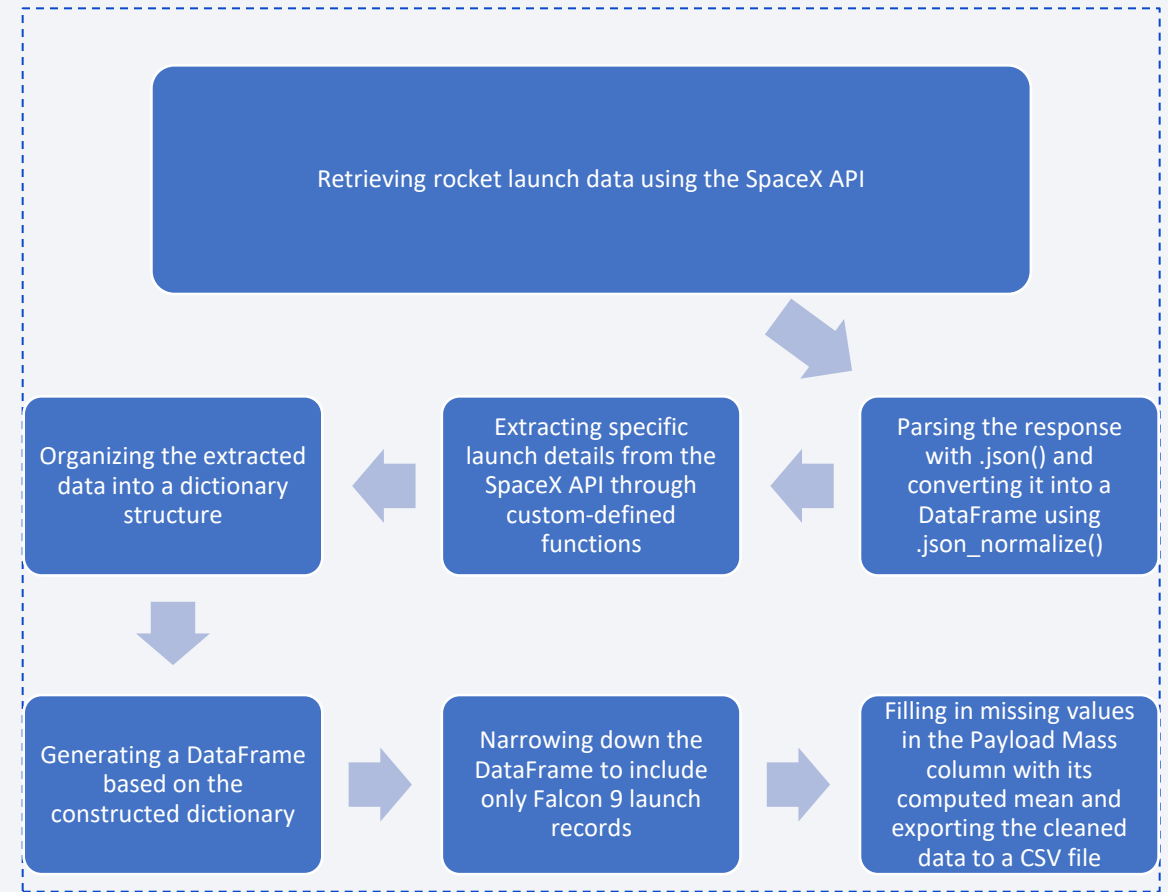 Retrieving rocket launch data using the SpaceX API
Parsing the response
with .json() and
converting it into a
DataFrame using
.json_normalize()
Extracting specific
launch details from the
SpaceX API through
custom-defined
functions
Organizing the extracted
data into a dictionary
structure
Generating a DataFrame
based on the
constructed dictionary
Narrowing down the
DataFrame to include
only Falcon 9 launch
records
Filling in missing values
in the Payload Mass
column with its
computed mean and
exporting the cleaned
data to a CSV file